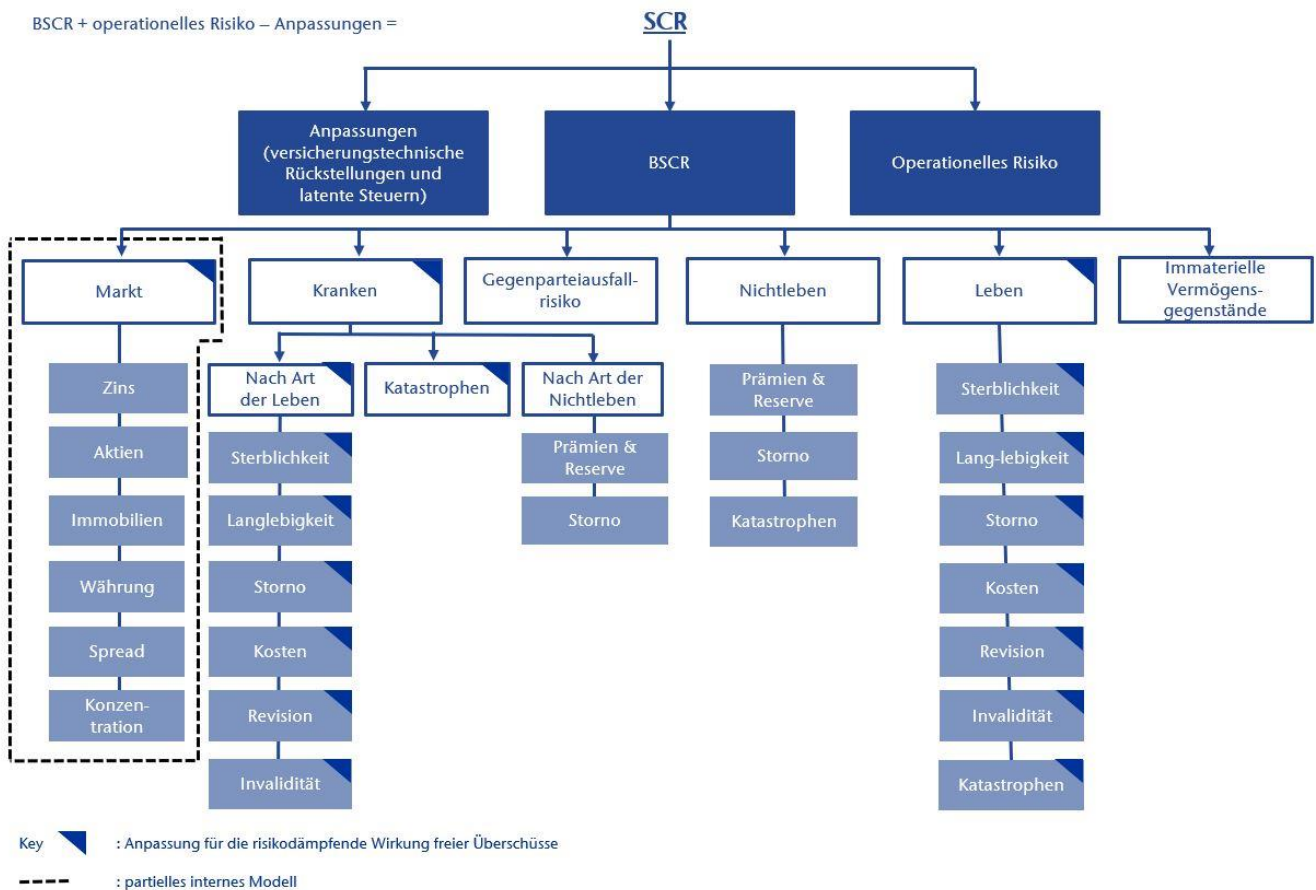 BSCR + operationelles Risiko – Anpassungen =
SCR
Anpassungen
(versicherungstechnische
Rückstellungen und
latente Steuern)
BSCR
Operationelles Risiko
Markt
Kranken
Gegenparteiausfall-
risiko
Nichtleben
Leben
Immaterielle
Vermögens-
gegenstände
Zins
Aktien
Immobilien
Währung
Spread
Konzen-
tration
Nach Art
der Leben
Sterblichkeit
Langlebigkeit
Storno
Kosten
Revision
Invalidität
Katastrophen
Nach Art der
Nichtleben
Prämien &
Reserve
Storno
Prämien &
Reserve
Storno
Katastrophen
Sterblichkeit
Lang-lebigkeit
Storno
Kosten
Revision
Invalidität
Katastrophen
Key : Anpassung für die risikodämpfende Wirkung freier Überschüsse
: partielles internes Modell